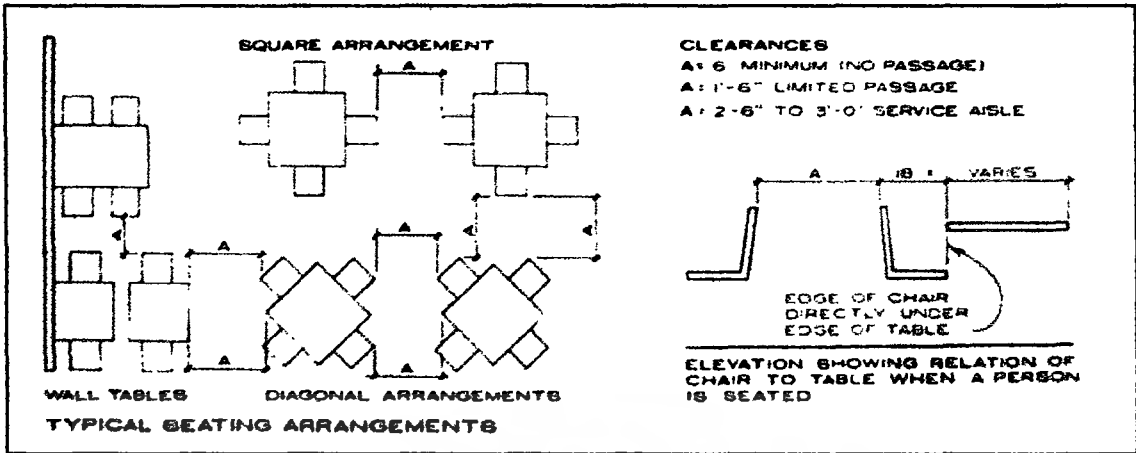 SQUARE ARRANGEMENT
A
A
A
A
A
A
A
A
WALL TABLES
DIAGONAL ARRANGEMENTS
TYPICAL SEATING ARRANGEMENTS
CLEARANCES
A: 6 MINIMUM (NO PASSAGE)
A: 1'-6" LIMITED PASSAGE
A: 2-6" TO 3'-0' SERVICE AISLE
A
18 ±
VARIES
EDGE OF CHAIR
DIRECTLY UNDER
EDGE OF TABLE
ELEVATION SHOWING RELATION OF
CHAIR TO TABLE WHEN A PERSON
IS SEATED